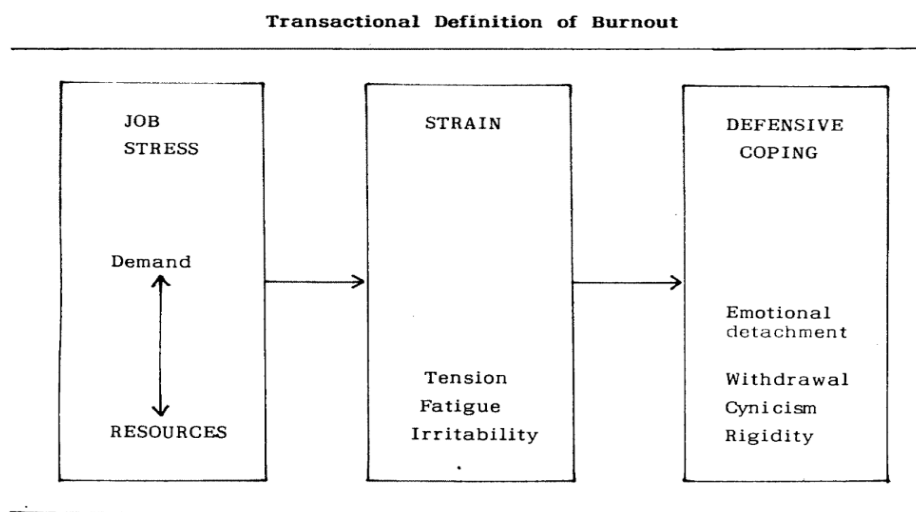 Transactional Definition of Burnout
JOB
STRESS
Demand
RESOURCES
STRAIN
Tension
Fatigue
Irritability
DEFENSIVE
COPING
Emotional
detachment
Withdrawal
Cynicism
Rigidity